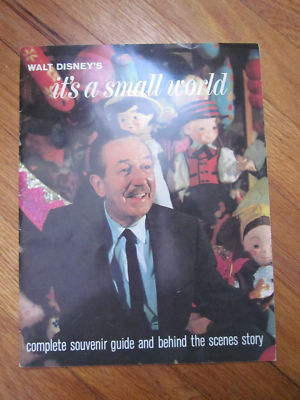 WALT DISNEY'S
it's a small world
complete souvenir guide and behind the scenes story